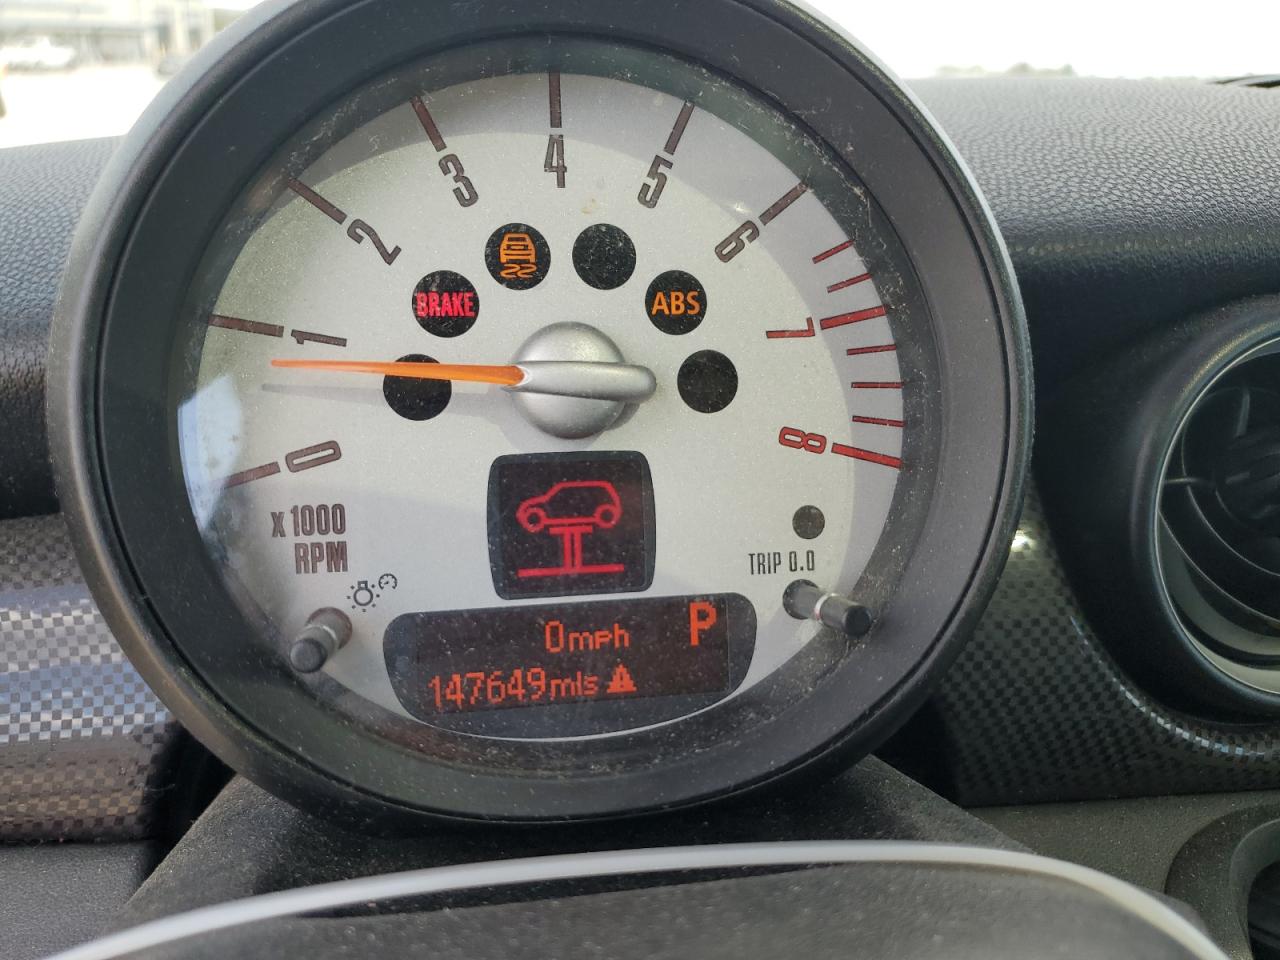 4
3
5
2
6
BRAKE
ABS
1
7
0
8
x1000
RPM
TRIP 0.0
0mph P
147649mls